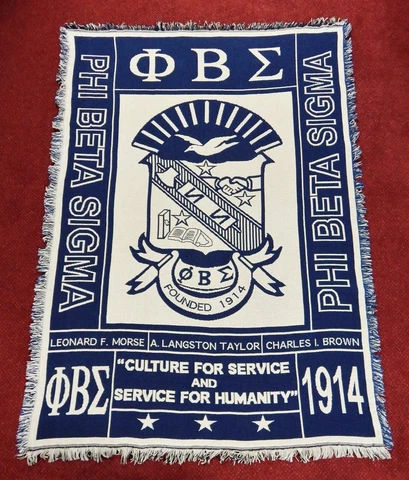 ΦΒΣ
PHI BETA SIGMA
PHI BETA SIGMA
ΦΒΣ
FOUNDED 1914
LEONARD F. MORSE
A. LANGSTON TAYLOR
CHARLES I. BROWN
ΦΒΣ
"CULTURE FOR SERVICE
AND
SERVICE FOR HUMANITY"
1914